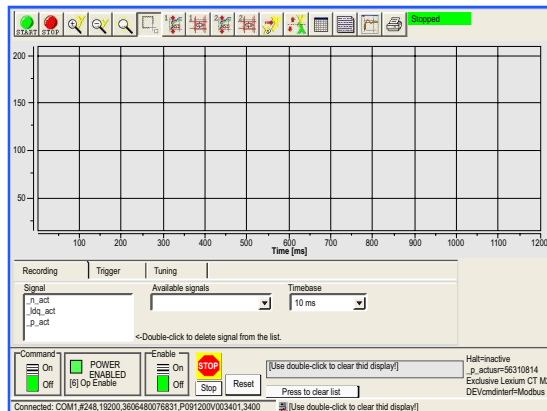 START STOP Stopped
200
150
100
50
100 200 300 400 500 600 700 800 900 1000 1100 1200
Time [ms]
Recording Trigger Tuning
Signal Available signals Timebase
_n_act
_Idq_act
_p_act
10 ms
<-Double-click to delete signal from the list.
Command Enable
On
Off
POWER
ENABLED
[6] Op Enable
On
Off
STOP
Stop
Reset
[Use double-click to clear thid display!]
Press to clear list
Halt=inactive
_p_actusr=56310814
Exclusive Lexium CT M
DEVcmdinterf=Modbus
Connected: COM1,#248,19200,3606480076831,P091200V003401,3400
[Use double-click to clear thid display!]